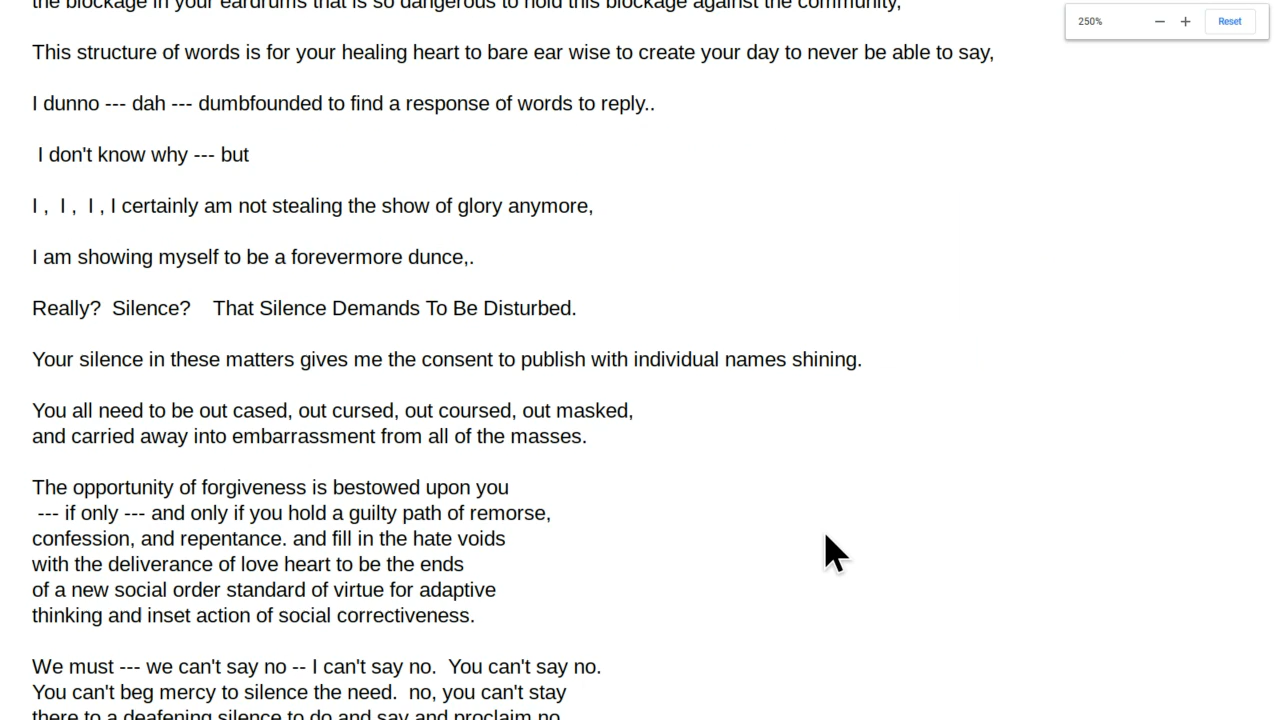 the blockage in your eardrums that is so dangerous to hold this blockage against the community,
250%
Reset
This structure of words is for your healing heart to bare ear wise to create your day to never be able to say,
I dunno --- dah --- dumbfounded to find a response of words to reply..
I don't know why --- but
I ,  I ,  I , I certainly am not stealing the show of glory anymore,
I am showing myself to be a forevermore dunce,.
Really?  Silence?    That Silence Demands To Be Disturbed.
Your silence in these matters gives me the consent to publish with individual names shining.
You all need to be out cased, out cursed, out coursed, out masked,
and carried away into embarrassment from all of the masses.
The opportunity of forgiveness is bestowed upon you
--- if only --- and only if you hold a guilty path of remorse,
confession, and repentance. and fill in the hate voids
with the deliverance of love heart to be the ends
of a new social order standard of virtue for adaptive
thinking and inset action of social correctiveness.
We must --- we can't say no -- I can't say no.  You can't say no.
You can't beg mercy to silence the need.  no, you can't stay
there to a deafening silence to do and say and proclaim no